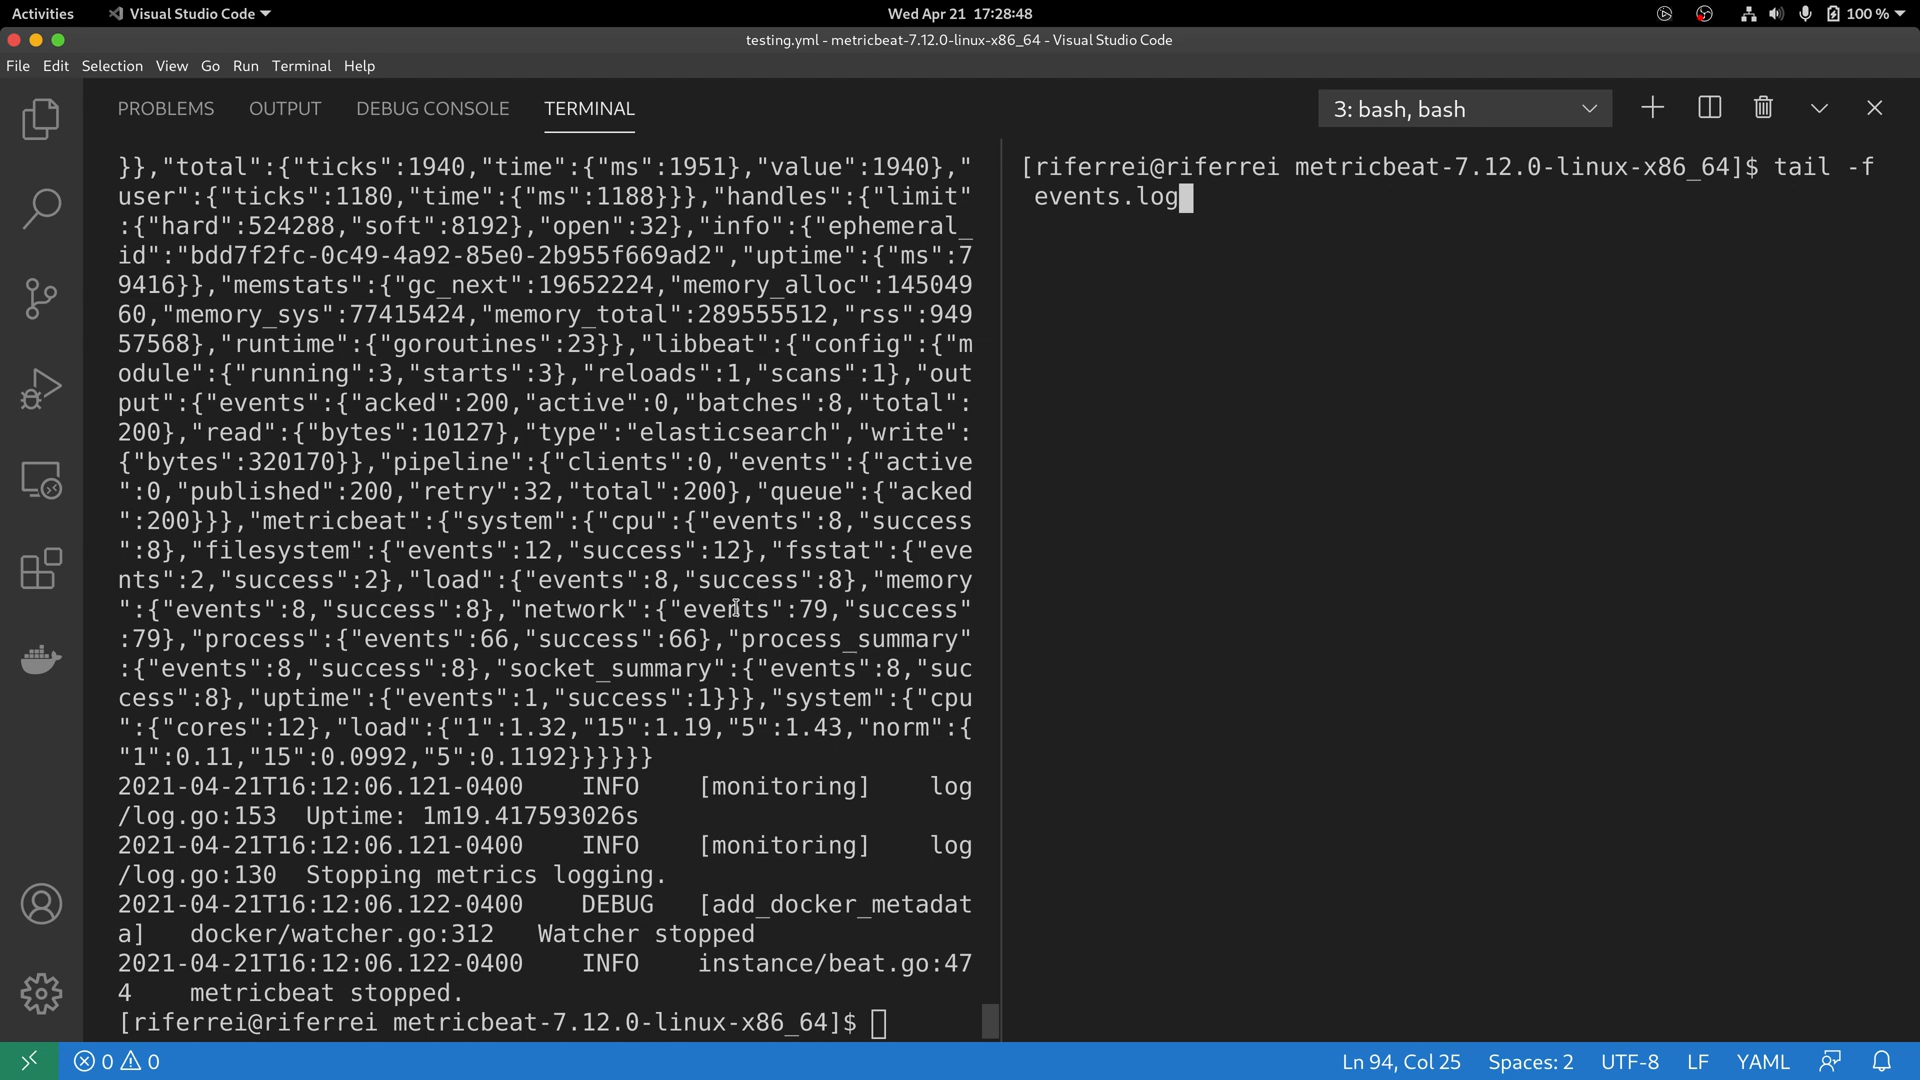 Activities
Visual Studio Code
Wed Apr 21 17:28:48
100 %
testing.yml - metricbeat-7.12.0-linux-x86_64 - Visual Studio Code
File Edit Selection View Go Run Terminal Help
PROBLEMS OUTPUT DEBUG CONSOLE TERMINAL
3: bash, bash
}},"total":{"ticks":1940,"time":{"ms":1951},"value":1940},"
user":{"ticks":1180,"time":{"ms":1188}}},"handles":{"limit"
:{"hard":524288,"soft":8192},"open":32},"info":{"ephemeral_
id":"bdd7f2fc-0c49-4a92-85e0-2b955f669ad2","uptime":{"ms":7
9416}},"memstats":{"gc_next":19652224,"memory_alloc":145049
60,"memory_sys":77415424,"memory_total":289555512,"rss":949
57568},"runtime":{"goroutines":23}},"libbeat":{"config":{"m
odule":{"running":3,"starts":3},"reloads":1,"scans":1},"out
put":{"events":{"acked":200,"active":0,"batches":8,"total":
200},"read":{"bytes":10127},"type":"elasticsearch","write":
{"bytes":320170}},"pipeline":{"clients":0,"events":{"active
":0,"published":200,"retry":32,"total":200},"queue":{"acked
":200}}},"metricbeat":{"system":{"cpu":{"events":8,"success
":8},"filesystem":{"events":12,"success":12},"fsstat":{"eve
nts":2,"success":2},"load":{"events":8,"success":8},"memory
":{"events":8,"success":8},"network":{"events":79,"success"
:79},"process":{"events":66,"success":66},"process_summary"
:{"events":8,"success":8},"socket_summary":{"events":8,"suc
cess":8},"uptime":{"events":1,"success":1}}},"system":{"cpu
":{"cores":12},"load":{"1":1.32,"15":1.19,"5":1.43,"norm":{
"1":0.11,"15":0.0992,"5":0.1192}}}}}}
2021-04-21T16:12:06.121-0400 INFO [monitoring] log
/log.go:153 Uptime: 1m19.417593026s
2021-04-21T16:12:06.121-0400 INFO [monitoring] log
/log.go:130 Stopping metrics logging.
2021-04-21T16:12:06.122-0400 DEBUG [add_docker_metadat
a] docker/watcher.go:312 Watcher stopped
2021-04-21T16:12:06.122-0400 INFO instance/beat.go:47
4 metricbeat stopped.
[riferrei@riferrei metricbeat-7.12.0-linux-x86_64]$
[riferrei@riferrei metricbeat-7.12.0-linux-x86_64]$ tail -f
events.log
0 0
Ln 94, Col 25 Spaces: 2 UTF-8 LF YAML